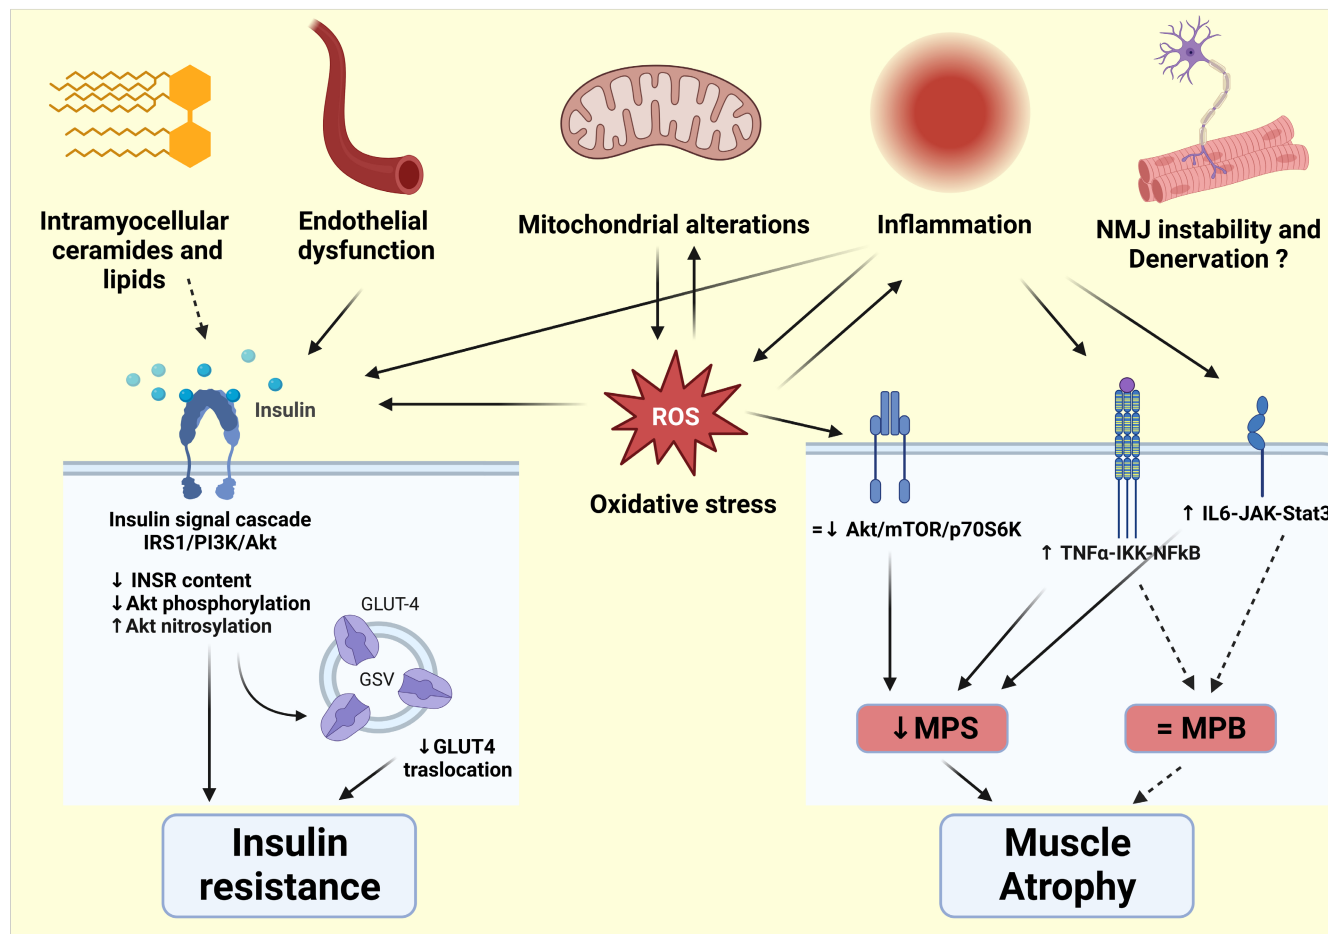 Intramyocellular
ceramides and
lipids
Endothelial
dysfunction
Mitochondrial alterations
Inflammation
NMJ instability and
Denervation ?
Insulin
ROS
Oxidative stress
Insulin signal cascade
IRS1/PI3K/Akt
↓ INSR content
↓Akt phosphorylation
↑Akt nitrosylation
GLUT-4
GSV
↓GLUT4
traslocation
=↓ Akt/mTOR/p70S6K
↑ TNFα-IKK-NFkB
↑ IL6-JAK-Stat3
↓MPS
= MPB
Insulin
resistance
Muscle
Atrophy